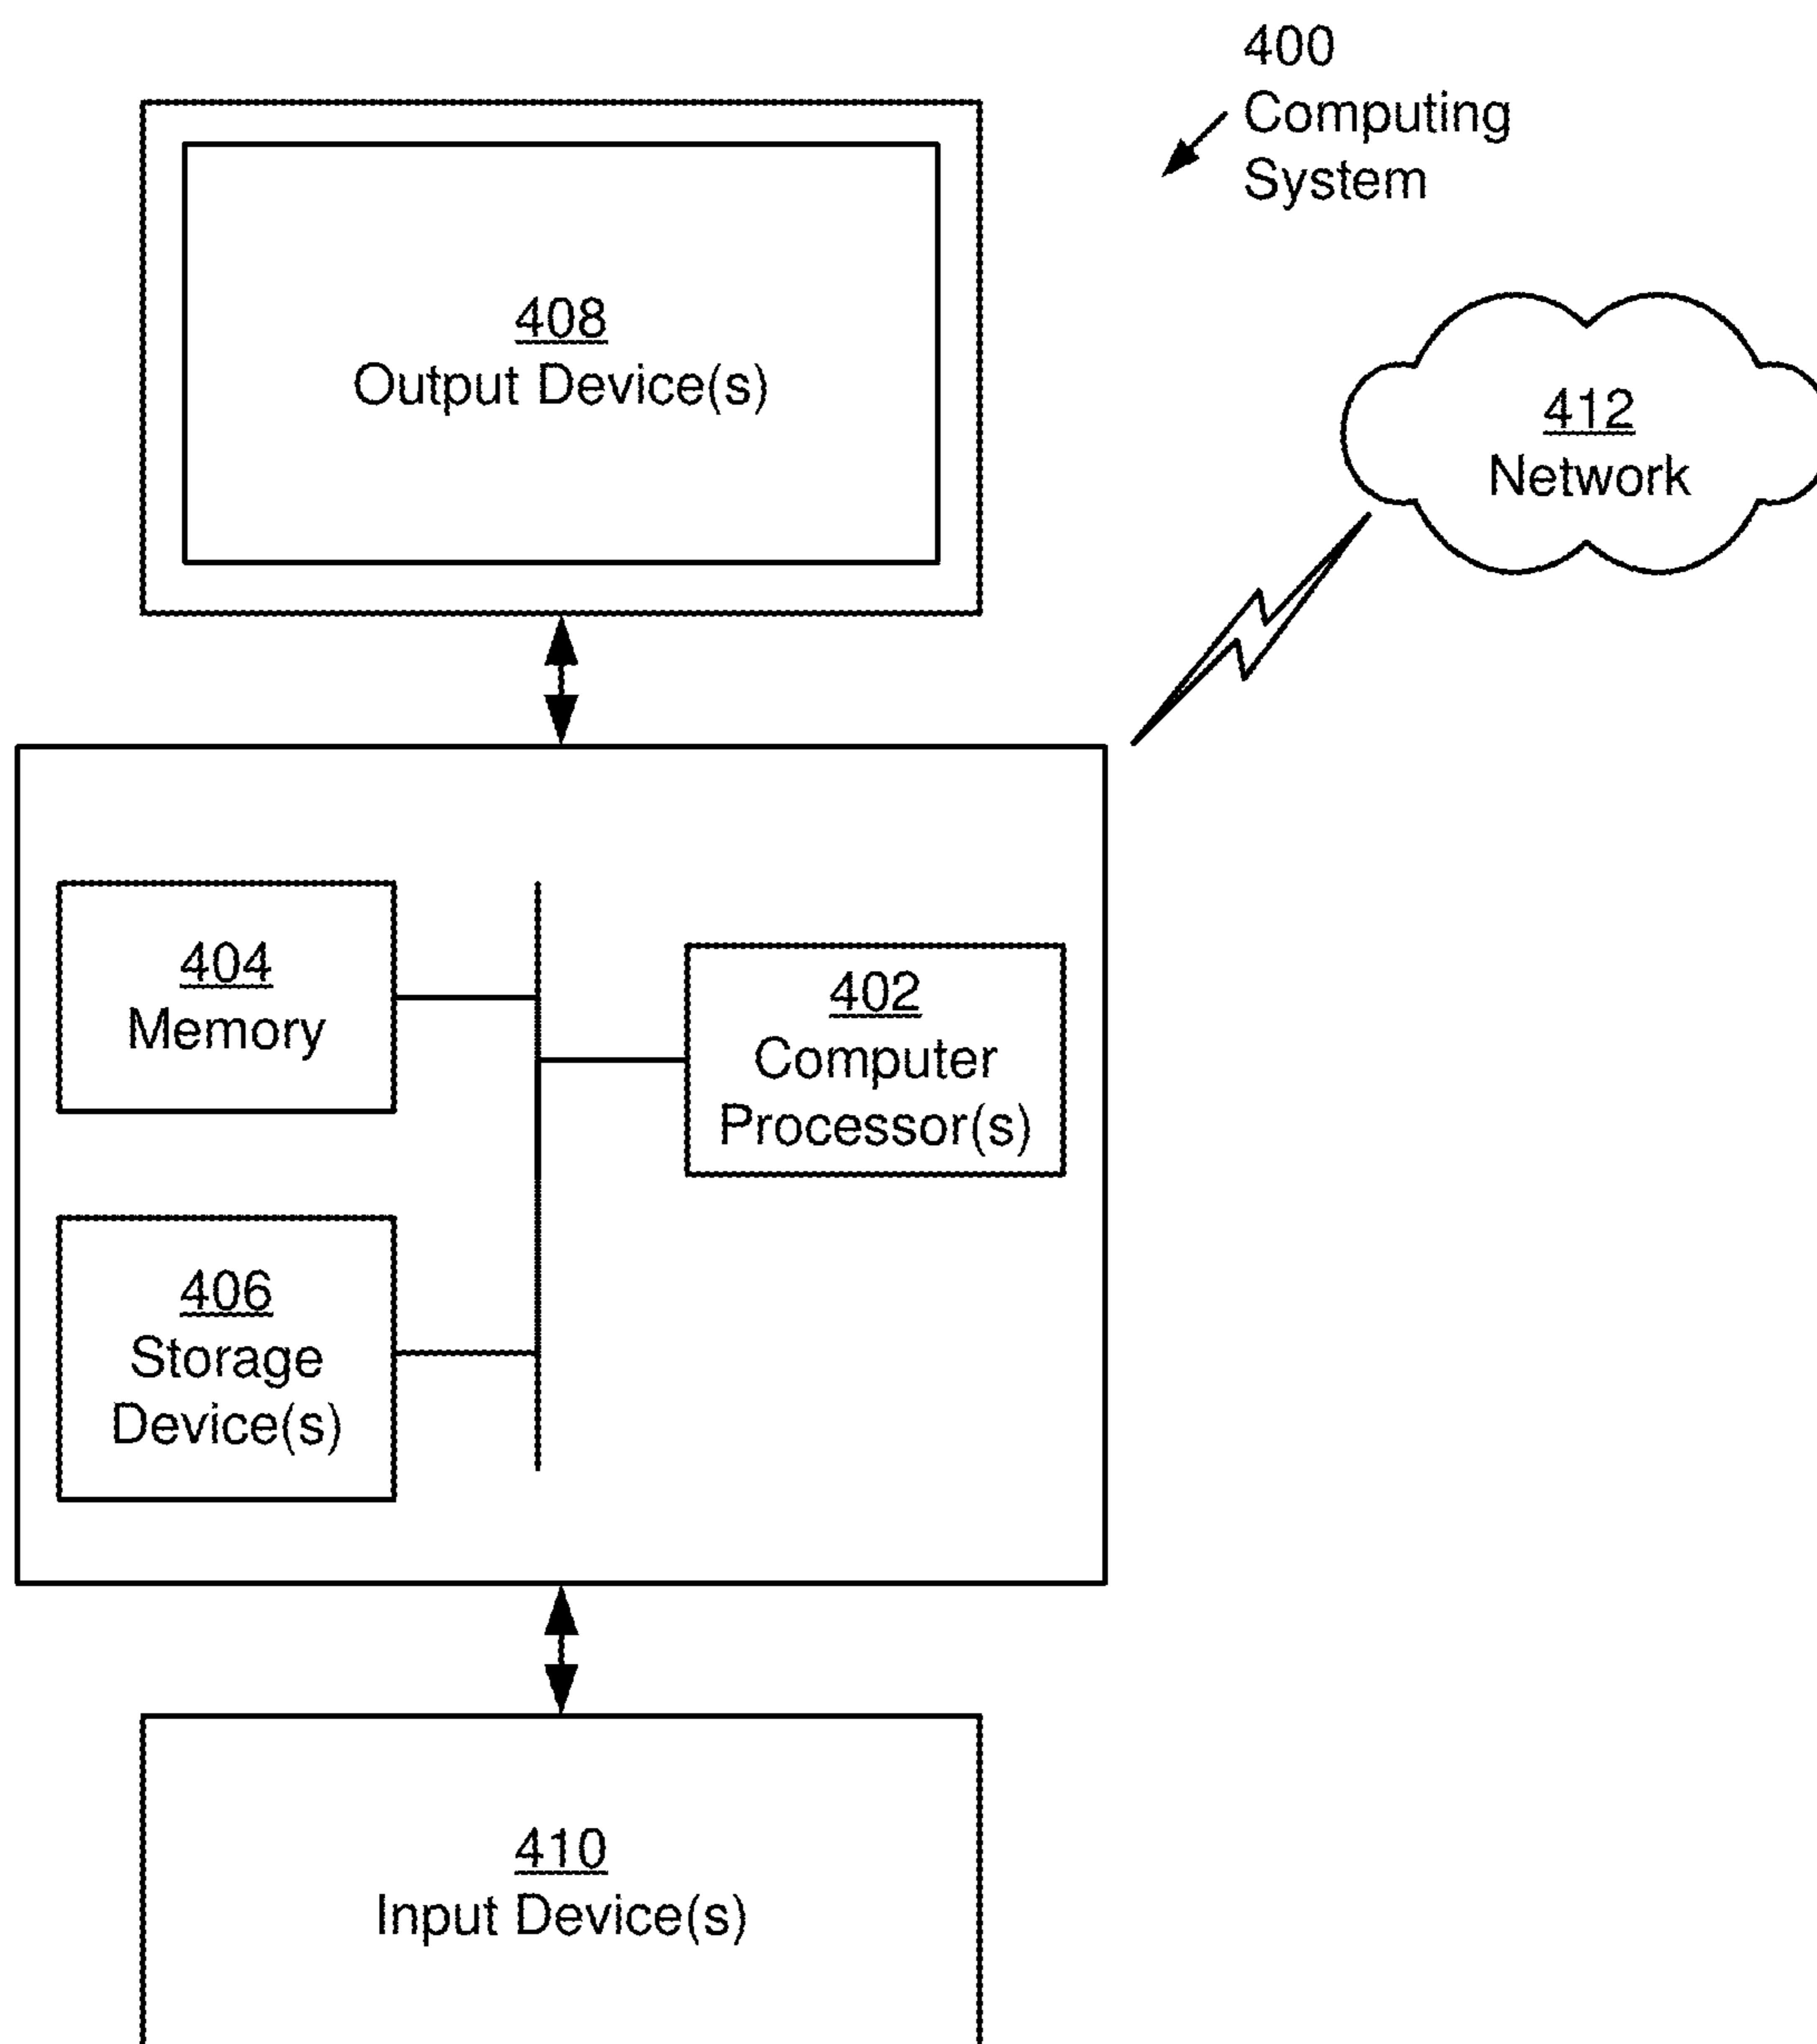 400
Computing
System
408
Output Device(s)
412
Network
404
Memory
402
Computer
Processor(s)
406
Storage
Device(s)
410
Input Device(s)